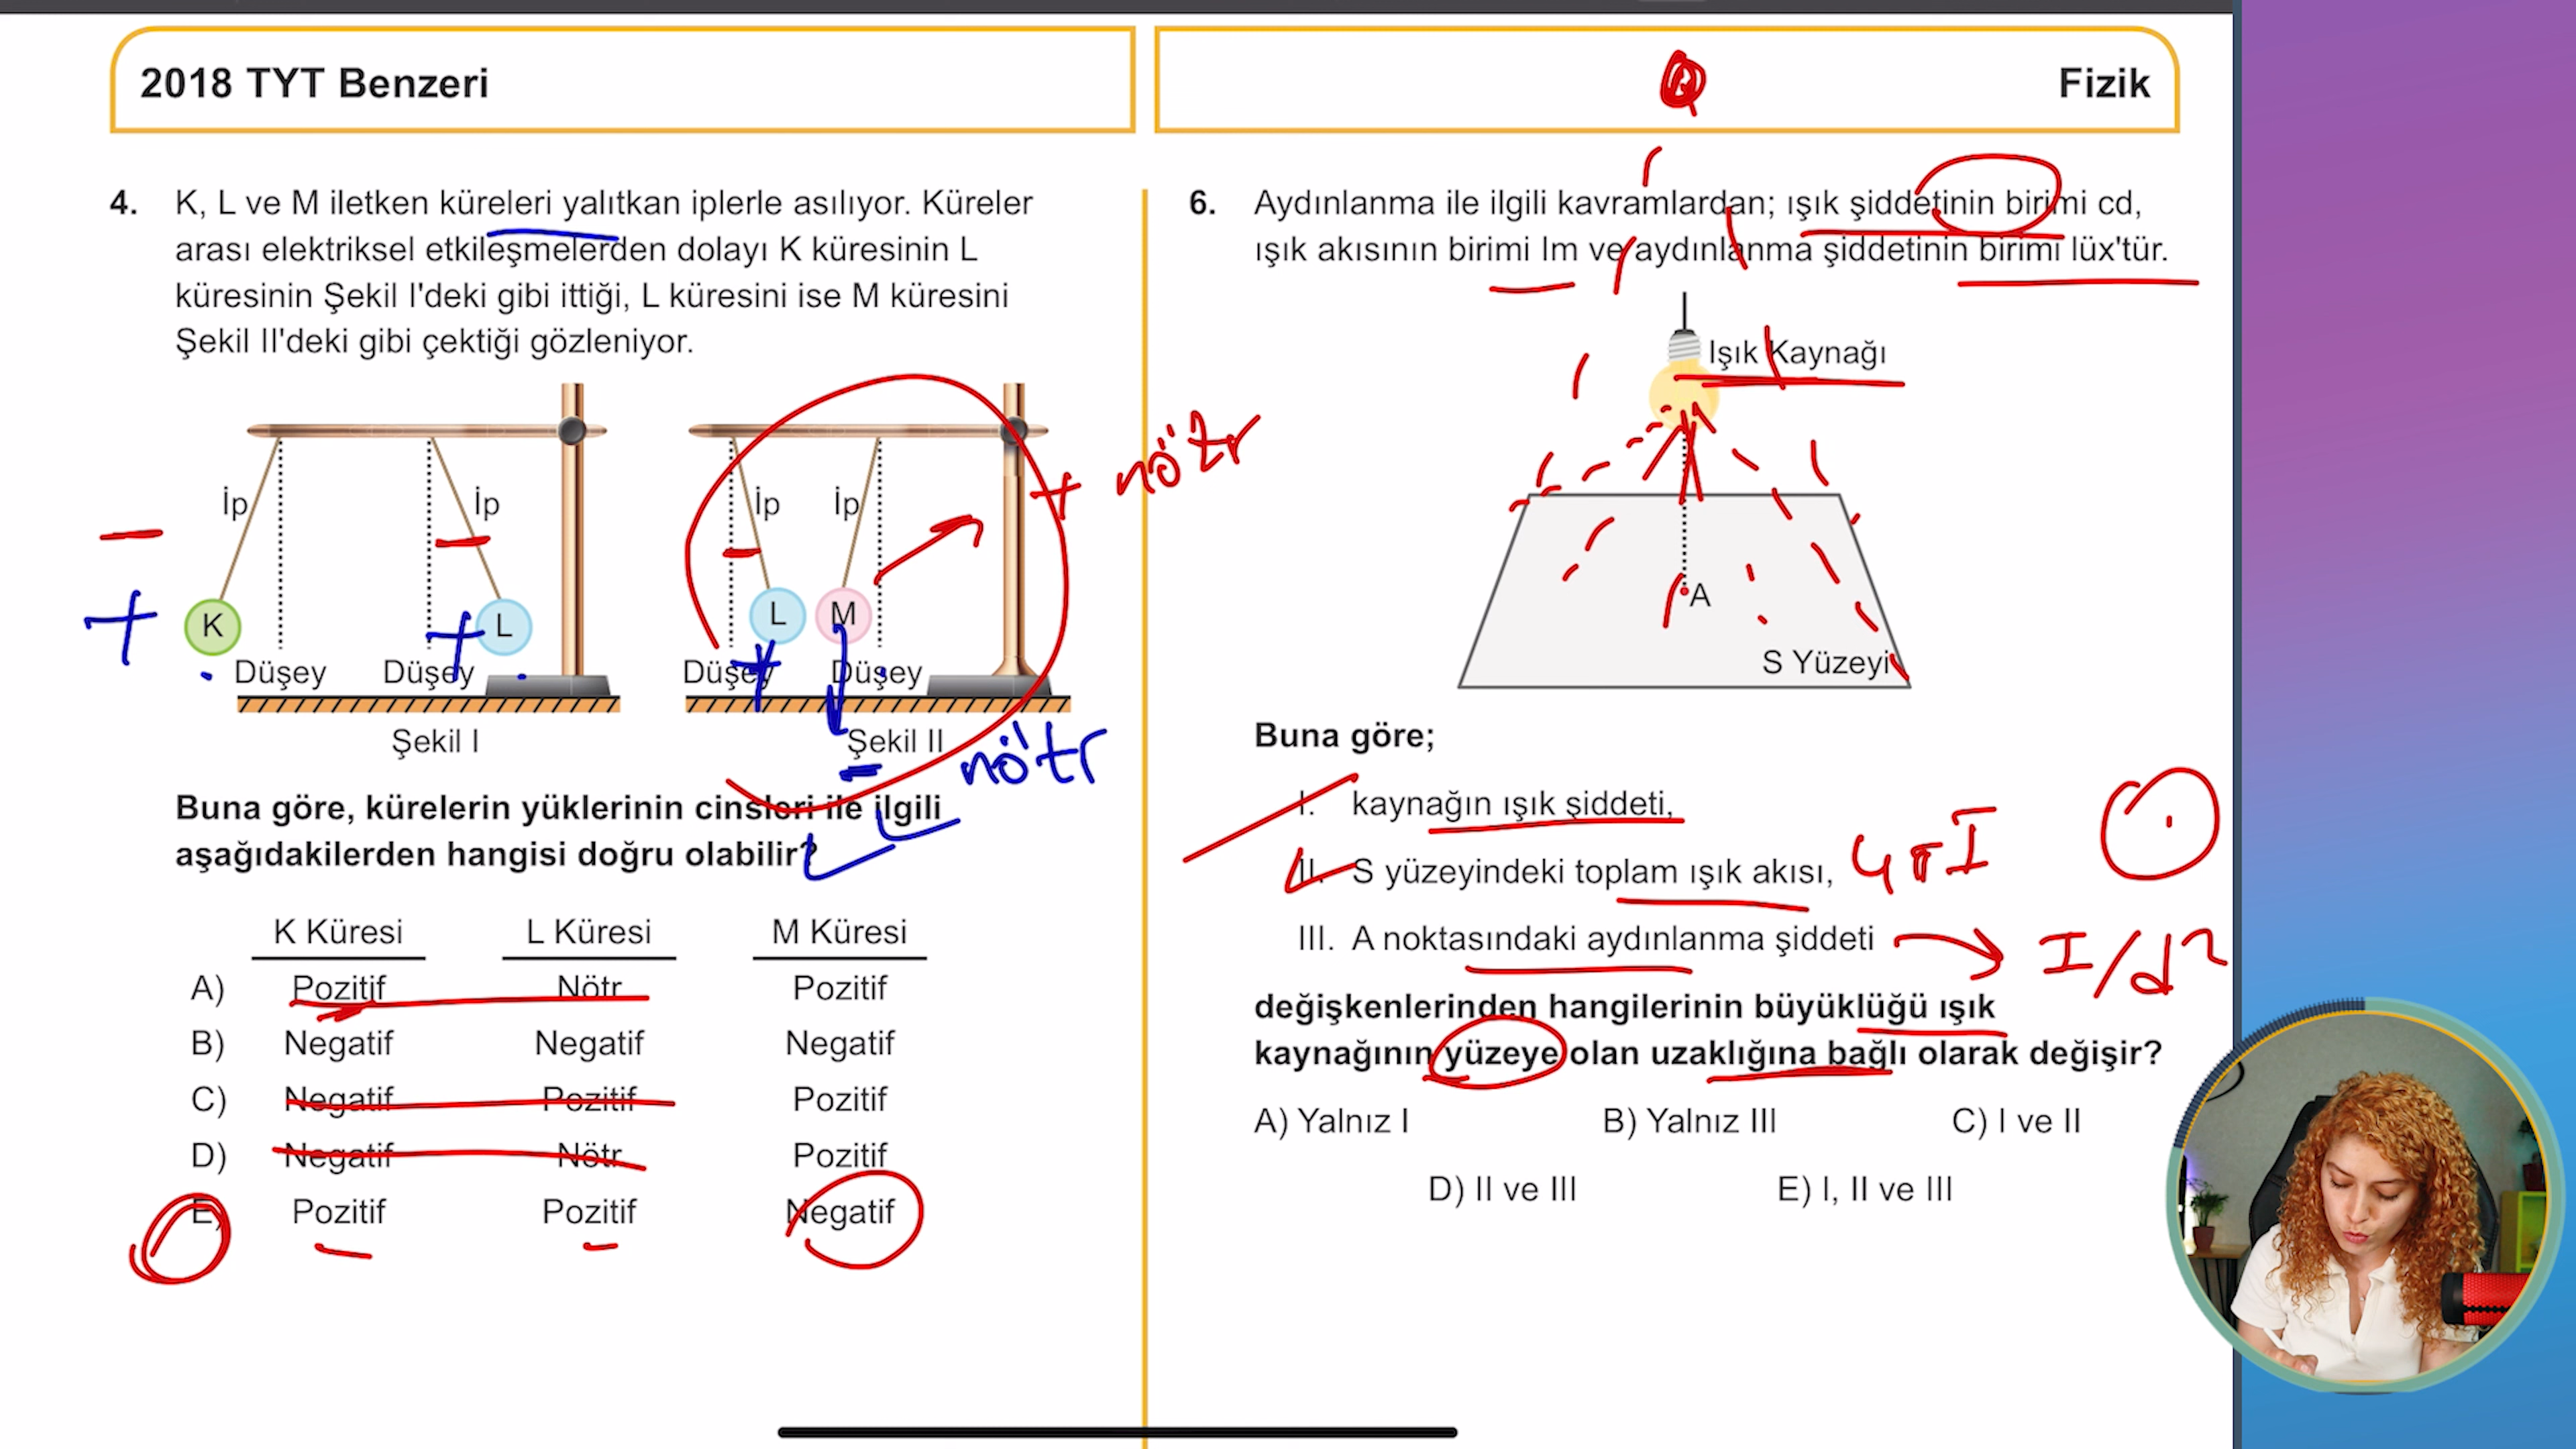 2018 TYT Benzeri
4. K, L ve M iletken küreleri yalıtkan iplerle asılıyor. Küreler
arası elektriksel etkileşmelerden dolayı K küresinin L
küresinin Şekil I'deki gibi ittiği, L küresini ise M küresini
Şekil II'deki gibi çektiği gözleniyor.
İp
İp
İp
İp
+ nötr
−
−
−
+
K
+
L
L
M
Düşey
Düşey
+
Düşey
Düşey
Şekil I
Şekil II
− nötr
Buna göre, kürelerin yüklerinin cinsleri ile ilgili
aşağıdakilerden hangisi doğru olabilir?
K Küresi L Küresi M Küresi
A) Pozitif Nötr Pozitif
B) Negatif Negatif Negatif
C) Negatif Pozitif Pozitif
D) Negatif Nötr Pozitif
E) Pozitif Pozitif Negatif
Fizik
6. Aydınlanma ile ilgili kavramlardan; ışık şiddetinin birimi cd,
ışık akısının birimi lm ve aydınlanma şiddetinin birimi lüx'tür.
Işık Kaynağı
A
S Yüzeyi
Buna göre;
I. kaynağın ışık şiddeti,
II. S yüzeyindeki toplam ışık akısı, 4πI
III. A noktasındaki aydınlanma şiddeti → I/d²
değişkenlerinden hangilerinin büyüklüğü ışık
kaynağının yüzeye olan uzaklığına bağlı olarak değişir?
A) Yalnız I B) Yalnız III C) I ve II
D) II ve III E) I, II ve III